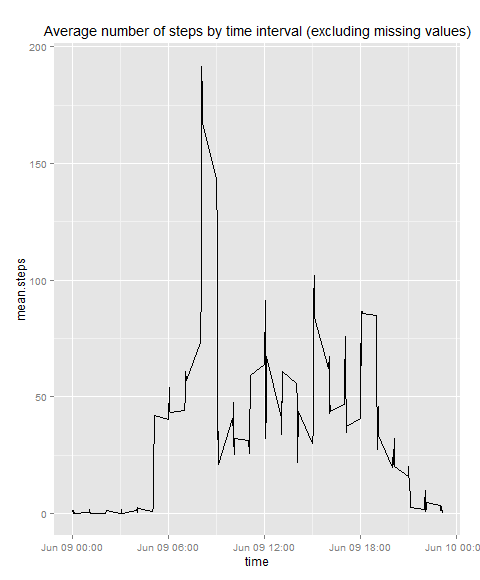 Average number of steps by time interval (excluding missing values)
200
150
100
50
0
mean.steps
Jun 09 00:00 Jun 09 06:00 Jun 09 12:00 Jun 09 18:00 Jun 10 00:0
time